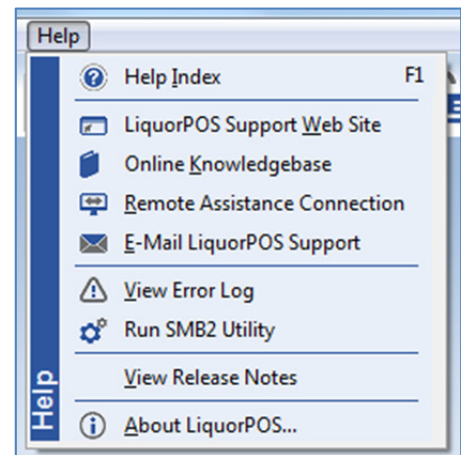 Help
Help Index F1
LiquorPOS Support Web Site
Online Knowledgebase
Remote Assistance Connection
E-Mail LiquorPOS Support
View Error Log
Run SMB2 Utility
View Release Notes
About LiquorPOS...
Help